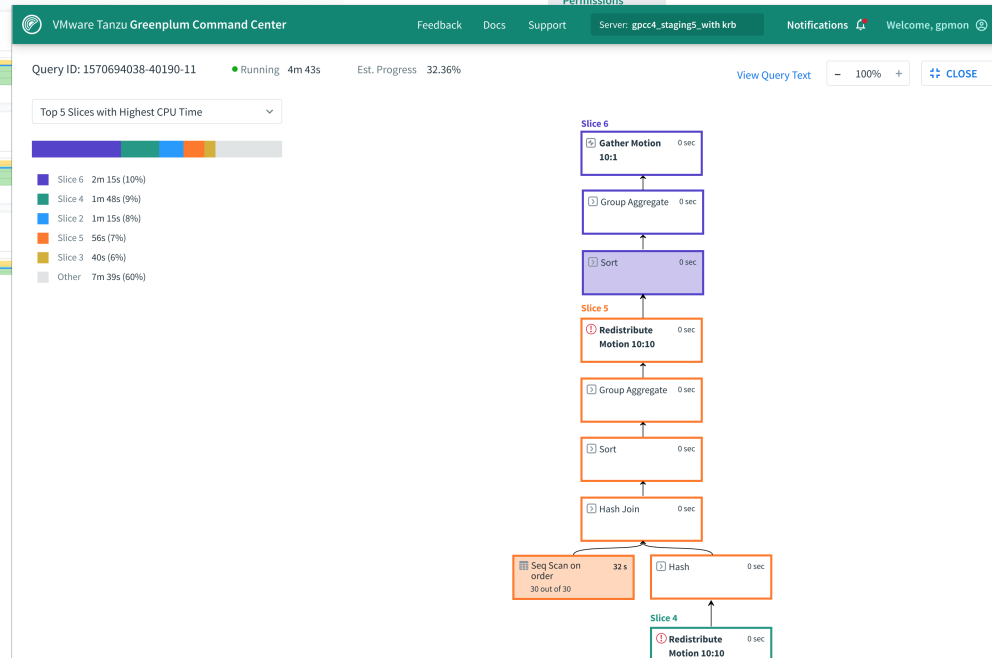 Permissions
VMware Tanzu Greenplum Command Center
Feedback
Docs
Support
Server: gpcc4_staging5_with krb
Notifications
Welcome, gpmon
Query ID: 1570694038-40190-11
Running 4m 43s
Est. Progress 32.36%
View Query Text
– 100% +
CLOSE
Top 5 Slices with Highest CPU Time
Slice 6 2m 15s (10%)
Slice 4 1m 48s (9%)
Slice 2 1m 15s (8%)
Slice 5 56s (7%)
Slice 3 40s (6%)
Other 7m 39s (60%)
Slice 6
Gather Motion 0 sec
10:1
Group Aggregate 0 sec
Sort 0 sec
Slice 5
Redistribute 0 sec
Motion 10:10
Group Aggregate 0 sec
Sort 0 sec
Hash Join 0 sec
Seq Scan on 32 s
order
30 out of 30
Hash 0 sec
Slice 4
Redistribute 0 sec
Motion 10:10